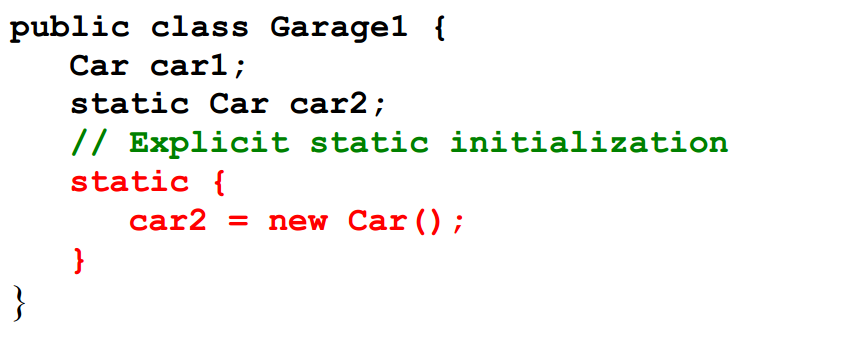 public class Garage1 {
Car car1;
static Car car2;
// Explicit static initialization
static {
car2 = new Car();
}
}